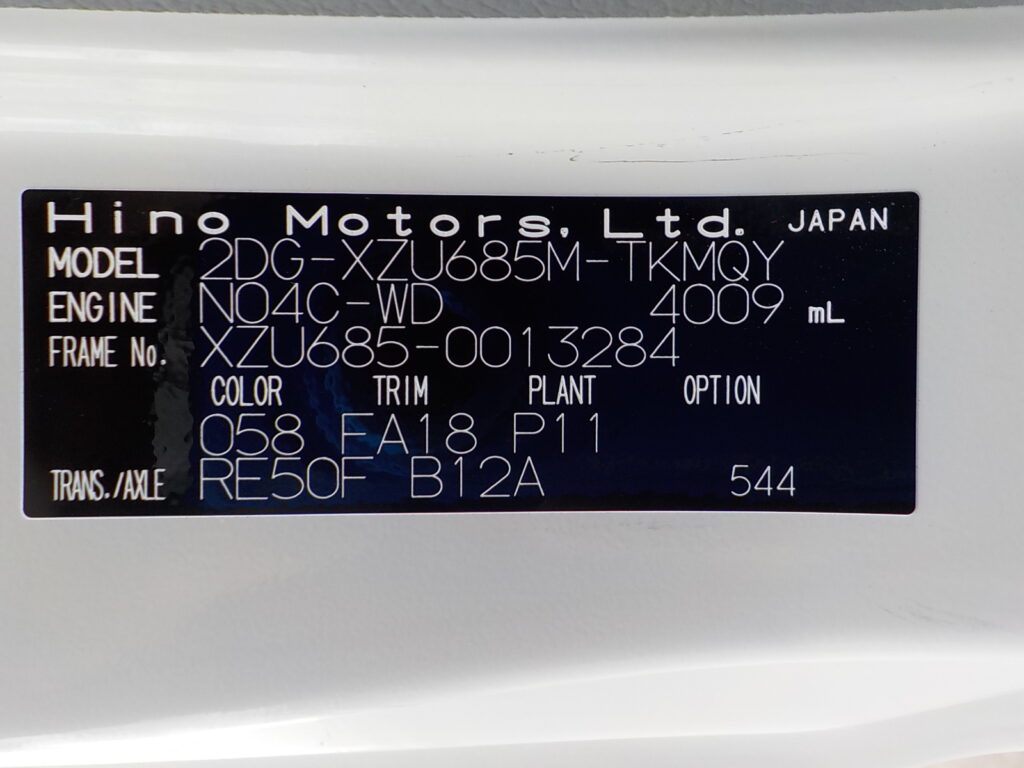 Hino Motors, Ltd. JAPAN
MODEL 2DG-XZU685M-TKMQY
ENGINE N04C-WD 4009 mL
FRAME No. XZU685-0013284
COLOR TRIM PLANT OPTION
058 FA18 P11
TRANS./AXLE RE50F B12A 544